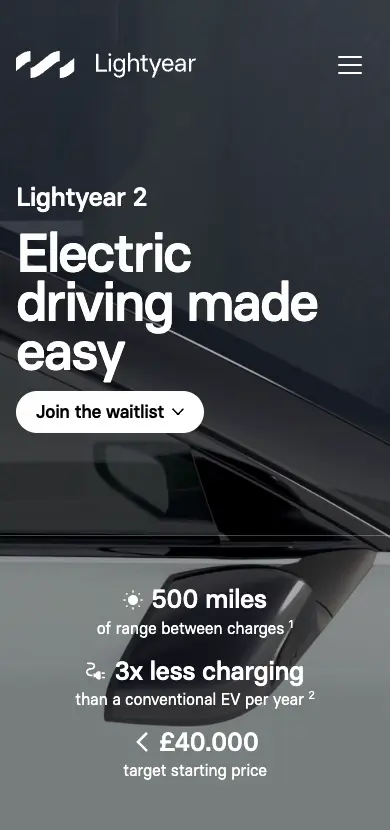 Lightyear
Lightyear 2
Electric
driving made
easy
Join the waitlist
500 miles
of range between charges ¹
3x less charging
than a conventional EV per year ²
< £40.000
target starting price